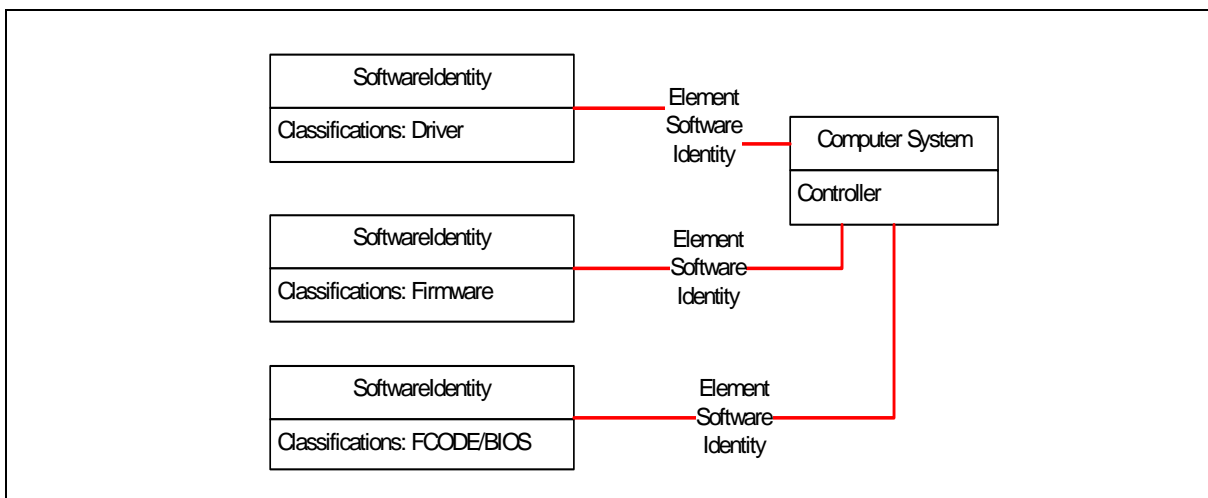 SoftwareIdentity
Classifications: Driver
Element
Software
Identity
Computer System
Controller
SoftwareIdentity
Classifications: Firmware
Element
Software
Identity
SoftwareIdentity
Classifications: FCODE/BIOS
Element
Software
Identity